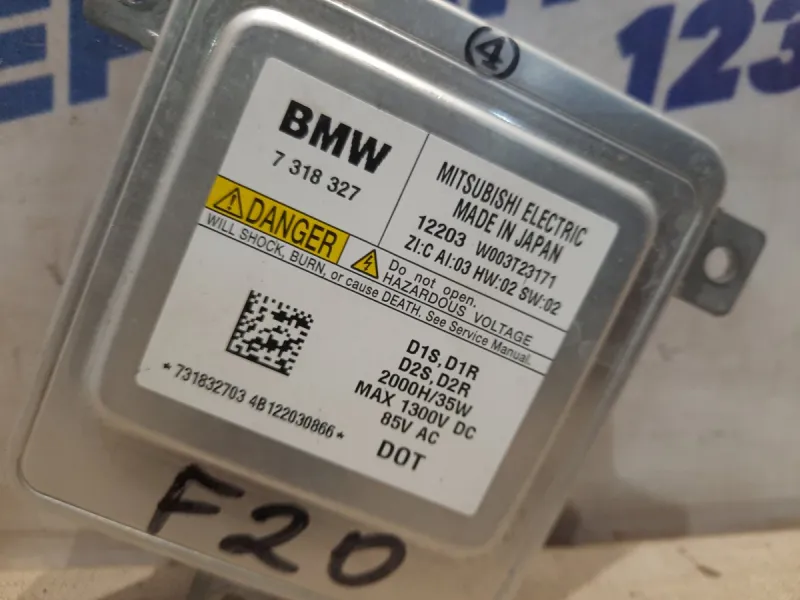 4
123
BMW
7 318 327
MITSUBISHI ELECTRIC
MADE IN JAPAN
12203 W003T23171
ZI:C AI:03 HW:02 SW:02
DANGER
WILL SHOCK, BURN, or cause DEATH. See Service Manual.
Do not open.
HAZARDOUS VOLTAGE
D1S, D1R
D2S, D2R
2000H/35W
MAX 1300V DC
85V AC
DOT
*731832703 4B122030866*
F20